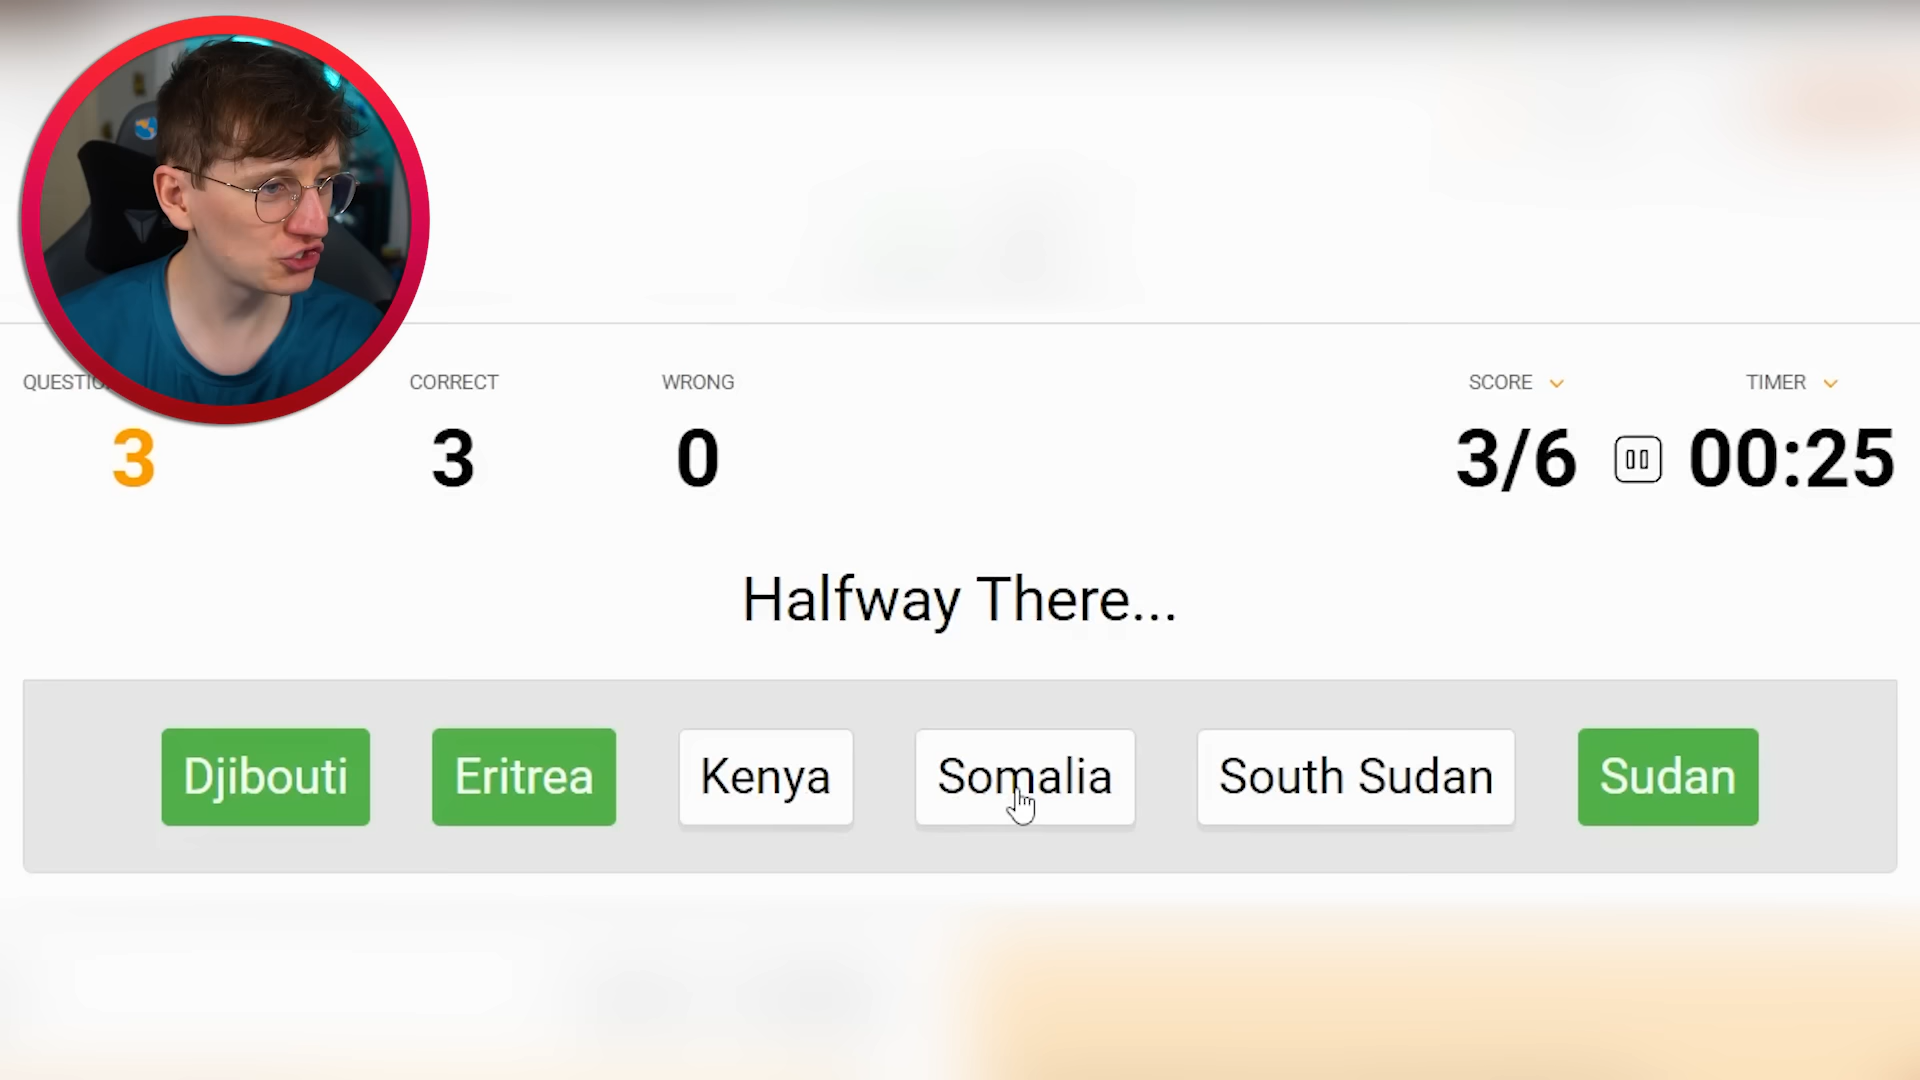 QUESTIO
CORRECT
WRONG
SCORE
TIMER
3
3
0
3/6
00:25
Halfway There...
Djibouti
Eritrea
Kenya
Somalia
South Sudan
Sudan